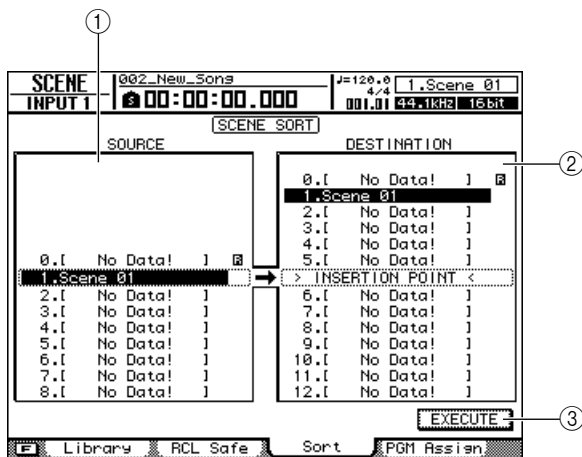 ①
SCENE
INPUT 1
002_New_Song
S 00:00:00.000
♩=120.0
4/4
001.01
1.Scene 01
44.1kHz 16bit
SCENE SORT
SOURCE
0.[ No Data! ] R
1.Scene 01
2.[ No Data! ]
3.[ No Data! ]
4.[ No Data! ]
5.[ No Data! ]
6.[ No Data! ]
7.[ No Data! ]
8.[ No Data! ]
DESTINATION
②
0.[ No Data! ] R
1.Scene 01
2.[ No Data! ]
3.[ No Data! ]
4.[ No Data! ]
5.[ No Data! ]
> INSERTION POINT <
6.[ No Data! ]
7.[ No Data! ]
8.[ No Data! ]
9.[ No Data! ]
10.[ No Data! ]
11.[ No Data! ]
12.[ No Data! ]
EXECUTE
③
F Library RCL Safe Sort PGM Assign